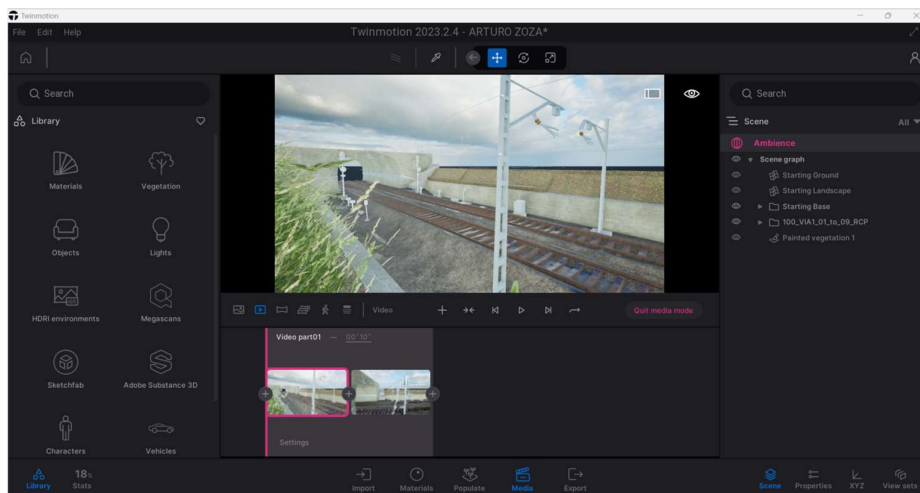 Twinmotion
File Edit Help
Twinmotion 2023.2.4 - ARTURO ZOZA*
Search
Library
Materials
Vegetation
Objects
Lights
HDRI environments
Megascans
Sketchfab
Adobe Substance 3D
Characters
Vehicles
Video
Quit media mode
Video part01 — 00'10"
Settings
Search
Scene
All
Ambience
Scene graph
Starting Ground
Starting Landscape
Starting Base
100_VIA1_01_to_09_RCP
Painted vegetation 1
Library
18%
Stats
Import
Materials
Populate
Media
Export
Scene
Properties
XYZ
View sets